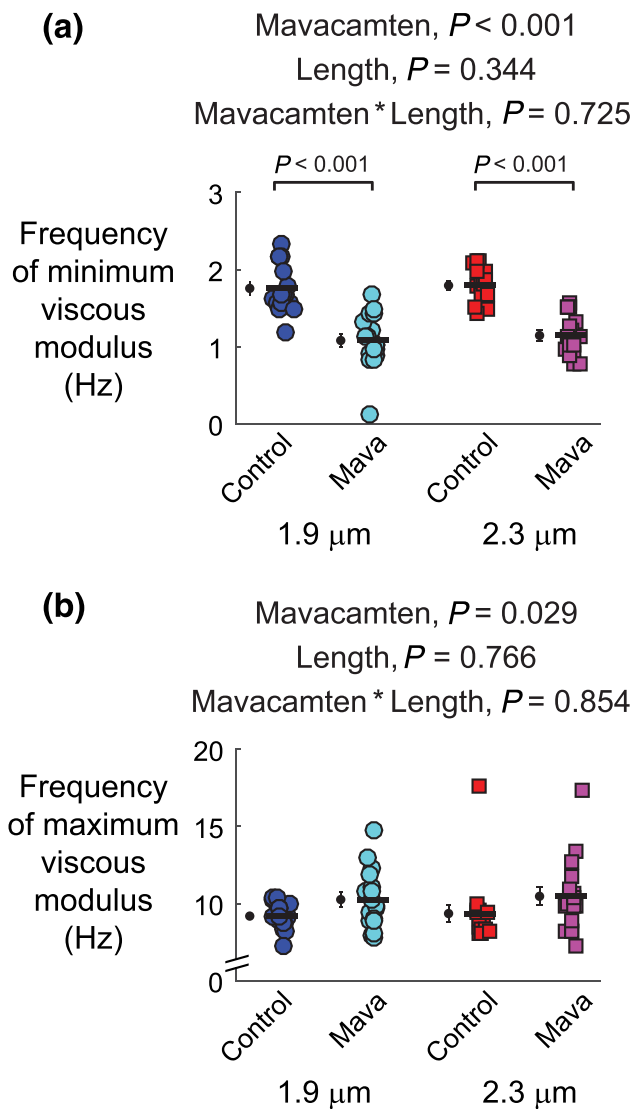 (a)
Mavacamten, P < 0.001
Length, P = 0.344
Mavacamten * Length, P = 0.725
P < 0.001
P < 0.001
Frequency
of minimum
viscous
modulus
(Hz)
3
2
1
0
Control
Mava
Control
Mava
1.9 μm
2.3 μm
(b)
Mavacamten, P = 0.029
Length, P = 0.766
Mavacamten * Length, P = 0.854
Frequency
of maximum
viscous
modulus
(Hz)
20
15
10
0
Control
Mava
Control
Mava
1.9 μm
2.3 μm